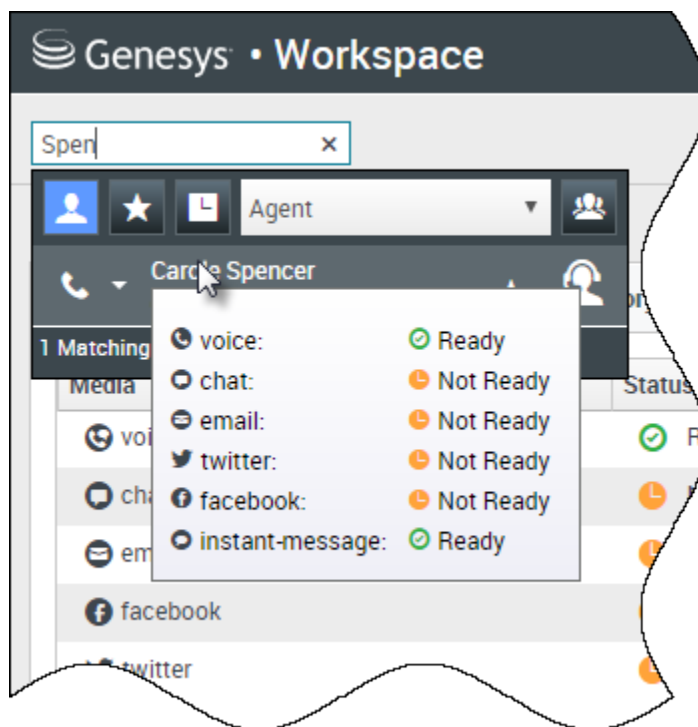 Genesys • Workspace
Spen
Agent
Carole Spencer
1 Matching
voice: Ready
chat: Not Ready
email: Not Ready
twitter: Not Ready
facebook: Not Ready
instant-message: Ready
Media Status
facebook
twitter